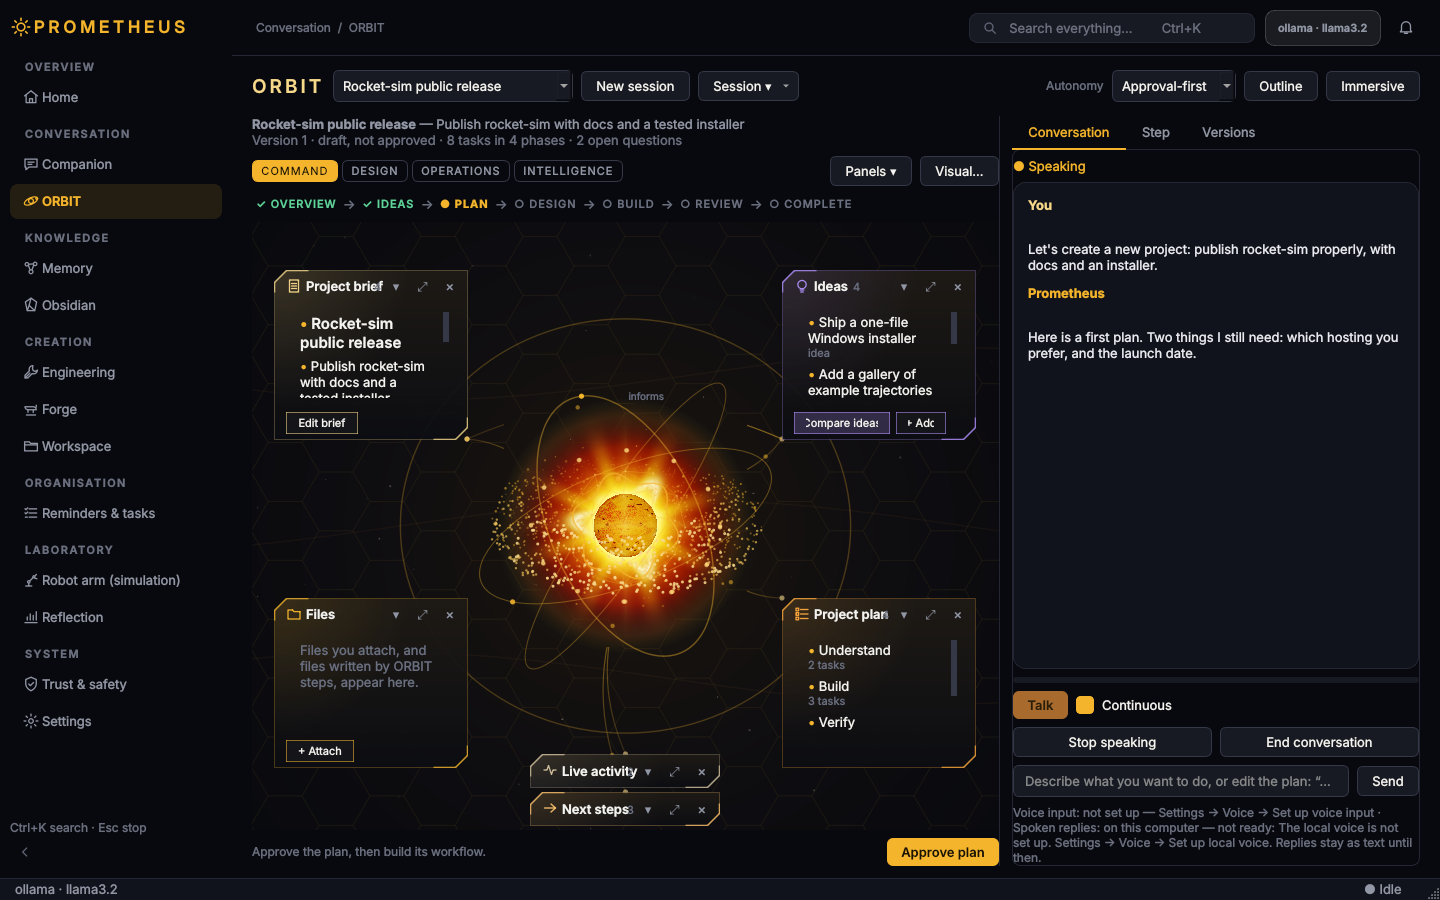 PROMETHEUS
Conversation / ORBIT
Search everything... Ctrl+K
ollama · llama3.2
OVERVIEW
Home
CONVERSATION
Companion
ORBIT
KNOWLEDGE
Memory
Obsidian
CREATION
Engineering
Forge
Workspace
ORGANISATION
Reminders & tasks
LABORATORY
Robot arm (simulation)
Reflection
SYSTEM
Trust & safety
Settings
Ctrl+K search · Esc stop
ORBIT
Rocket-sim public release
New session
Session ▾
Autonomy
Approval-first
Outline
Immersive
Rocket-sim public release — Publish rocket-sim with docs and a tested installer
Version 1 · draft, not approved · 8 tasks in 4 phases · 2 open questions
COMMAND
DESIGN
OPERATIONS
INTELLIGENCE
Panels ▾
Visual...
✓ OVERVIEW → ✓ IDEAS → ● PLAN → ○ DESIGN → ○ BUILD → ○ REVIEW → ○ COMPLETE
Project brief
• Rocket-sim
public release
• Publish rocket-sim
with docs and a
tested installer
Edit brief
Ideas 4
• Ship a one-file
Windows installer
idea
• Add a gallery of
example trajectories
Compare ideas
+ Add
informs
Files
Files you attach, and
files written by ORBIT
steps, appear here.
+ Attach
Project plan
• Understand
2 tasks
• Build
3 tasks
• Verify
Live activity
Next steps 3
Approve the plan, then build its workflow.
Approve plan
Conversation
Step
Versions
● Speaking
You
Let's create a new project: publish rocket-sim properly, with
docs and an installer.
Prometheus
Here is a first plan. Two things I still need: which hosting you
prefer, and the launch date.
Talk
Continuous
Stop speaking
End conversation
Describe what you want to do, or edit the plan: “...
Send
Voice input: not set up — Settings → Voice → Set up voice input ·
Spoken replies: on this computer — not ready: The local voice is not
set up. Settings → Voice → Set up local voice. Replies stay as text until
then.
ollama · llama3.2
Idle